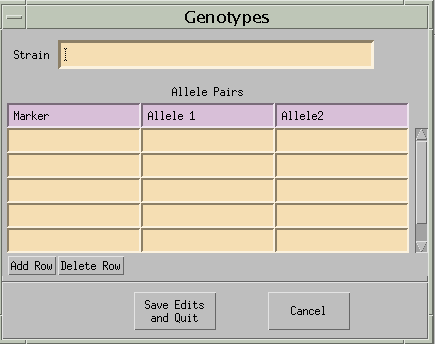 Genotypes
Strain
Allele Pairs
Marker Allele 1 Allele2
Add Row Delete Row
Save Edits
and Quit
Cancel